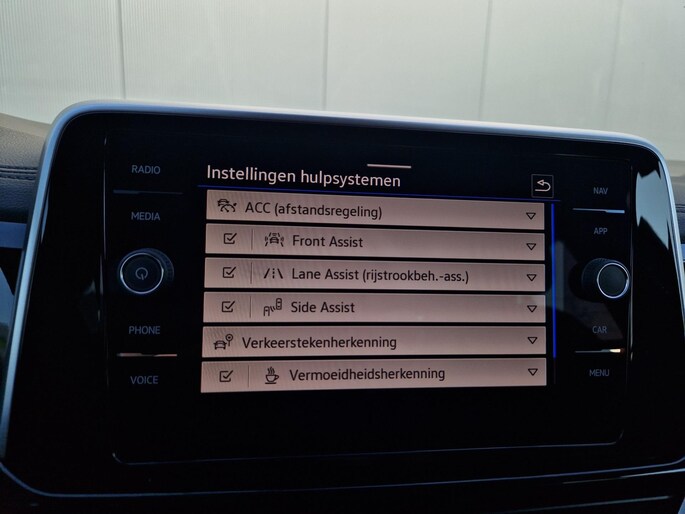 RADIO
MEDIA
PHONE
VOICE
Instellingen hulpsystemen
ACC (afstandsregeling)
Front Assist
Lane Assist (rijstrookbeh.-ass.)
Side Assist
Verkeerstekenherkenning
Vermoeidheidsherkenning
NAV
APP
CAR
MENU